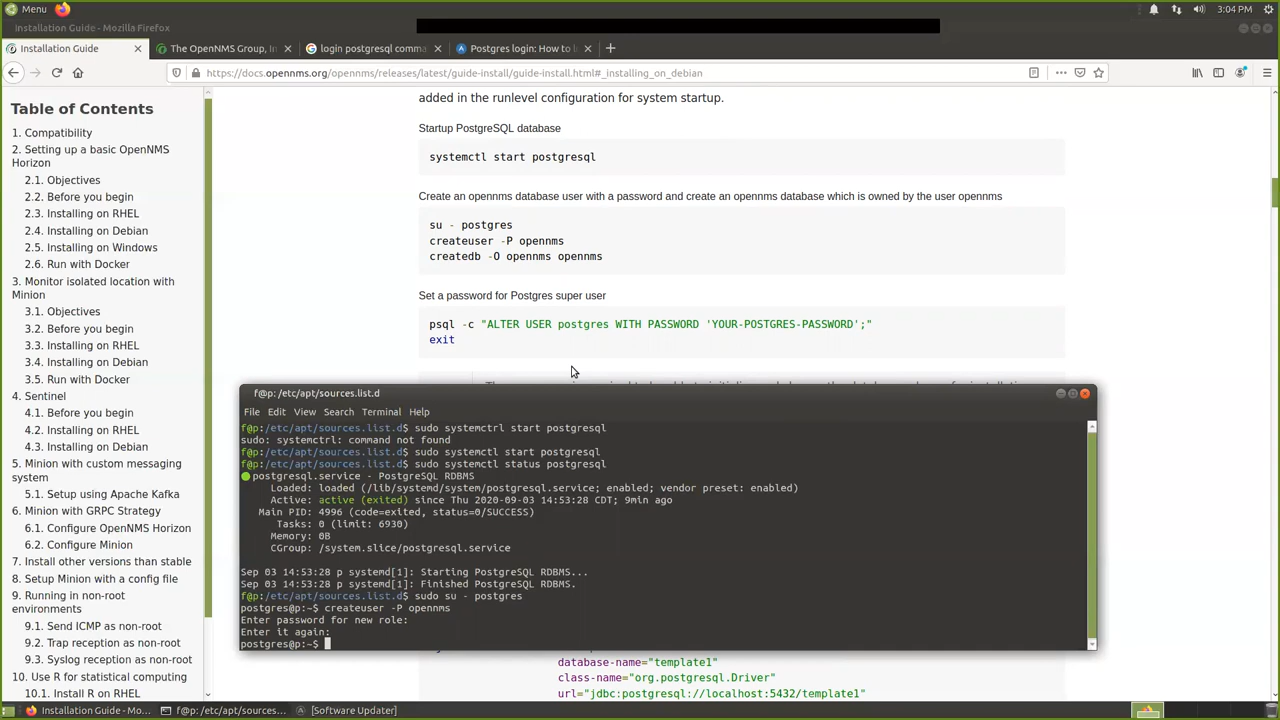 Menu
3:04 PM
Installation Guide - Mozilla Firefox
Installation Guide
The OpenNMS Group, In
login postgresql comma
Postgres login: How to l
https://docs.opennms.org/opennms/releases/latest/guide-install/guide-install.html#_installing_on_debian
Table of Contents
1. Compatibility
2. Setting up a basic OpenNMS
Horizon
2.1. Objectives
2.2. Before you begin
2.3. Installing on RHEL
2.4. Installing on Debian
2.5. Installing on Windows
2.6. Run with Docker
3. Monitor isolated location with
Minion
3.1. Objectives
3.2. Before you begin
3.3. Installing on RHEL
3.4. Installing on Debian
3.5. Run with Docker
4. Sentinel
4.1. Before you begin
4.2. Installing on RHEL
4.3. Installing on Debian
5. Minion with custom messaging
system
5.1. Setup using Apache Kafka
6. Minion with GRPC Strategy
6.1. Configure OpenNMS Horizon
6.2. Configure Minion
7. Install other versions than stable
8. Setup Minion with a config file
9. Running in non-root
environments
9.1. Send ICMP as non-root
9.2. Trap reception as non-root
9.3. Syslog reception as non-root
10. Use R for statistical computing
10.1. Install R on RHEL
added in the runlevel configuration for system startup.
Startup PostgreSQL database
systemctl start postgresql
Create an opennms database user with a password and create an opennms database which is owned by the user opennms
su - postgres
createuser -P opennms
createdb -O opennms opennms
Set a password for Postgres super user
psql -c "ALTER USER postgres WITH PASSWORD 'YOUR-POSTGRES-PASSWORD';"
exit
f@p: /etc/apt/sources.list.d
File Edit View Search Terminal Help
f@p:/etc/apt/sources.list.d$ sudo systemctrl start postgresql
sudo: systemctrl: command not found
f@p:/etc/apt/sources.list.d$ sudo systemctl start postgresql
f@p:/etc/apt/sources.list.d$ sudo systemctl status postgresql
● postgresql.service - PostgreSQL RDBMS
Loaded: loaded (/lib/systemd/system/postgresql.service; enabled; vendor preset: enabled)
Active: active (exited) since Thu 2020-09-03 14:53:28 CDT; 9min ago
Main PID: 4996 (code=exited, status=0/SUCCESS)
Tasks: 0 (limit: 6930)
Memory: 0B
CGroup: /system.slice/postgresql.service
Sep 03 14:53:28 p systemd[1]: Starting PostgreSQL RDBMS...
Sep 03 14:53:28 p systemd[1]: Finished PostgreSQL RDBMS.
f@p:/etc/apt/sources.list.d$ sudo su - postgres
postgres@p:~$ createuser -P opennms
Enter password for new role:
Enter it again:
postgres@p:~$
database-name="template1"
class-name="org.postgresql.Driver"
url="jdbc:postgresql://localhost:5432/template1"
Installation Guide - Mo...
f@p: /etc/apt/sources....
[Software Updater]